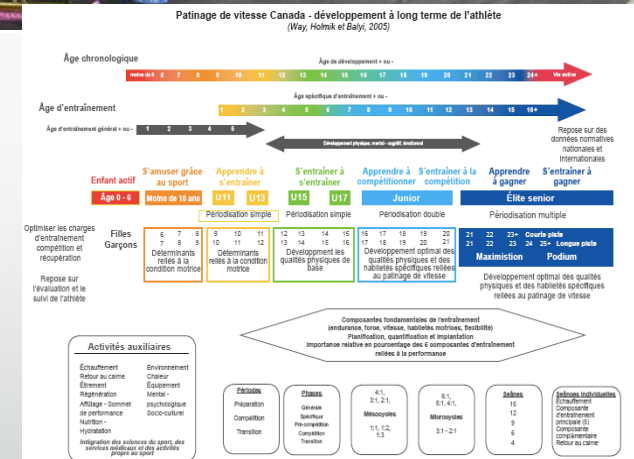 Patinage de vitesse Canada - développement à long terme de l'athlète
(Way, Holmik et Balyi, 2005)
Âge chronologique
Âge de développement + ou -
moins de 6 6 7 8 9 10 11 12 13 14 15 16 17 18 19 20 21 22 23 24+ Vie active
Âge d'entraînement
Âge spécifique d'entraînement + ou -
1 2 3 4 5 6 7 8 9 10 11 12 13 14 15 16+
Âge d'entraînement général + ou -
1 2 3 4 5
Développement physique, mental - cognitif, émotionnel
Repose sur des
données normatives
nationales et
internationales
Enfant actif
S'amuser grâce
au sport
Apprendre à
s'entraîner
S'entraîner à
s'entraîner
Apprendre à
compétitionner
S'entraîner à la
compétition
Apprendre
à gagner
S'entraîner à
gagner
Âge 0 - 6
Moins de 10 ans
U11
U13
U15
U17
Junior
Élite senior
Périodisation simple
Périodisation simple
Périodisation double
Périodisation multiple
Optimiser les charges
d'entraînement
compétition et
récupération
Repose sur
l'évaluation et le
suivi de l'athlète
Filles
Garçons
6 7 8
7 8 9
Déterminants
reliés à la
condition motrice
9 10 11
10 11 12
Déterminants
reliés à la condition
motrice
12 13 14 15
13 14 15 16
Développment les
qualités physiques de
base
16 17 18 19 20
17 18 19 20 21
Développement optimal des
qualités physiques et des
habiletés spécifiques reliées
au patinage de vitesse
21 22 23+ Courte piste
21 22 23 24 25+ Longue piste
Maximistion Podium
Développement optimal des qualités
physiques et des habiletés spécifiques
reliées au patinage de vitesse
Composantes fondamentales de l'entraînement
(endurance, force, vitesse, habiletés motrices, flexibilité)
Planification, quantification et implantation
Importance relative en pourcentage des 5 composantes d'entraînement
reliées à la performance
Activités auxiliaires
Échauffement
Retour au calme
Étirement
Régénération
Affûtage - Sommet
de performance
Nutrition -
Hydratation
Environnement
Chaleur
Équipement
Mental -
psychologique
Socio-culturel
Intégration des sciences du sport, des
services médicaux et des activités
propre au sport
Périodes
Préparation
Compétition
Transition
Phases
Générale
Spécifique
Pré-compétition
Compétition
Transition
4:1,
3:1, 2:1,
Mésocycles
1:1, 1:2,
1:3
6:1,
5:1, 4:1,
Microcycles
3:1 - 2:1
Séances
15
12
9
6
4
Séances Individuelles
Échauffement
Composante
d'entraînement
principale (5)
Composante
complémentaire
Retour au calme